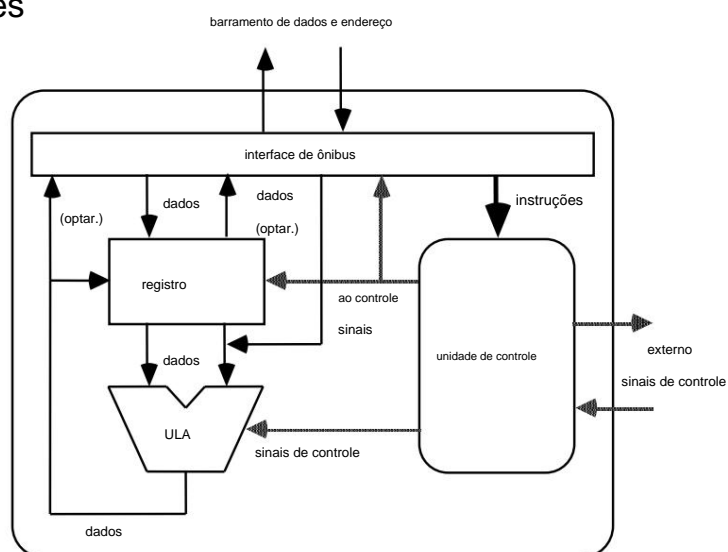 es
barramento de dados e endereço
interface de ônibus
(optar.)
dados
dados
(optar.)
instruções
registro
ao controle
sinais
unidade de controle
externo
sinais de controle
dados
ULA
sinais de controle
dados